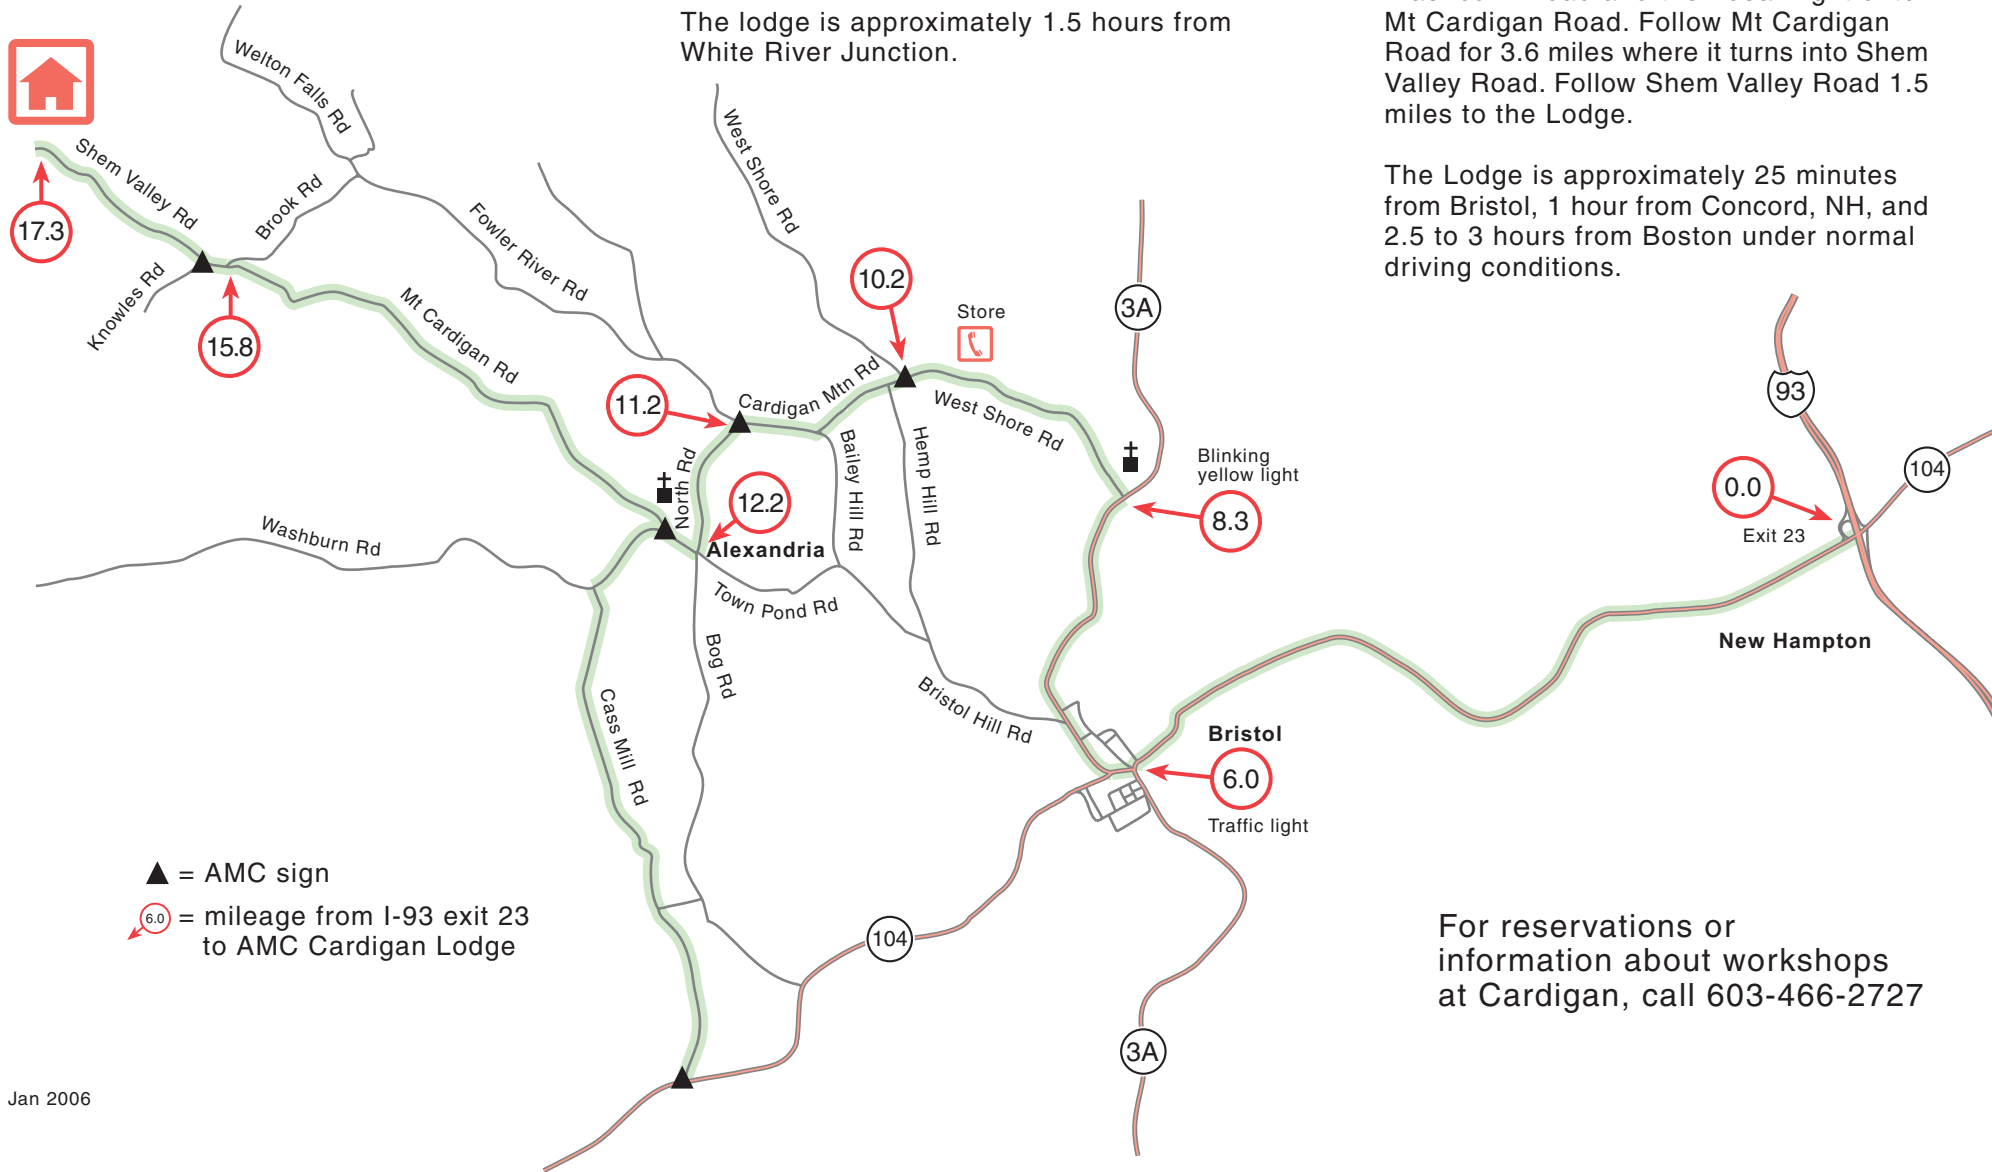 The lodge is approximately 1.5 hours from
White River Junction.
Mt Cardigan Road. Follow Mt Cardigan
Road for 3.6 miles where it turns into Shem
Valley Road. Follow Shem Valley Road 1.5
miles to the Lodge.
The Lodge is approximately 25 minutes
from Bristol, 1 hour from Concord, NH, and
2.5 to 3 hours from Boston under normal
driving conditions.
Welton Falls Rd
Shem Valley Rd
17.3
Brook Rd
Knowles Rd
15.8
Fowler River Rd
Mt Cardigan Rd
West Shore Rd
10.2
Store
3A
93
11.2
Cardigan Mtn Rd
West Shore Rd
Blinking
yellow light
8.3
0.0
Exit 23
104
North Rd
12.2
Bailey Hill Rd
Hemp Hill Rd
Washburn Rd
Alexandria
Town Pond Rd
New Hampton
Bog Rd
Cass Mill Rd
Bristol Hill Rd
Bristol
6.0
Traffic light
= AMC sign
6.0 = mileage from I-93 exit 23
to AMC Cardigan Lodge
104
3A
For reservations or
information about workshops
at Cardigan, call 603-466-2727
Jan 2006